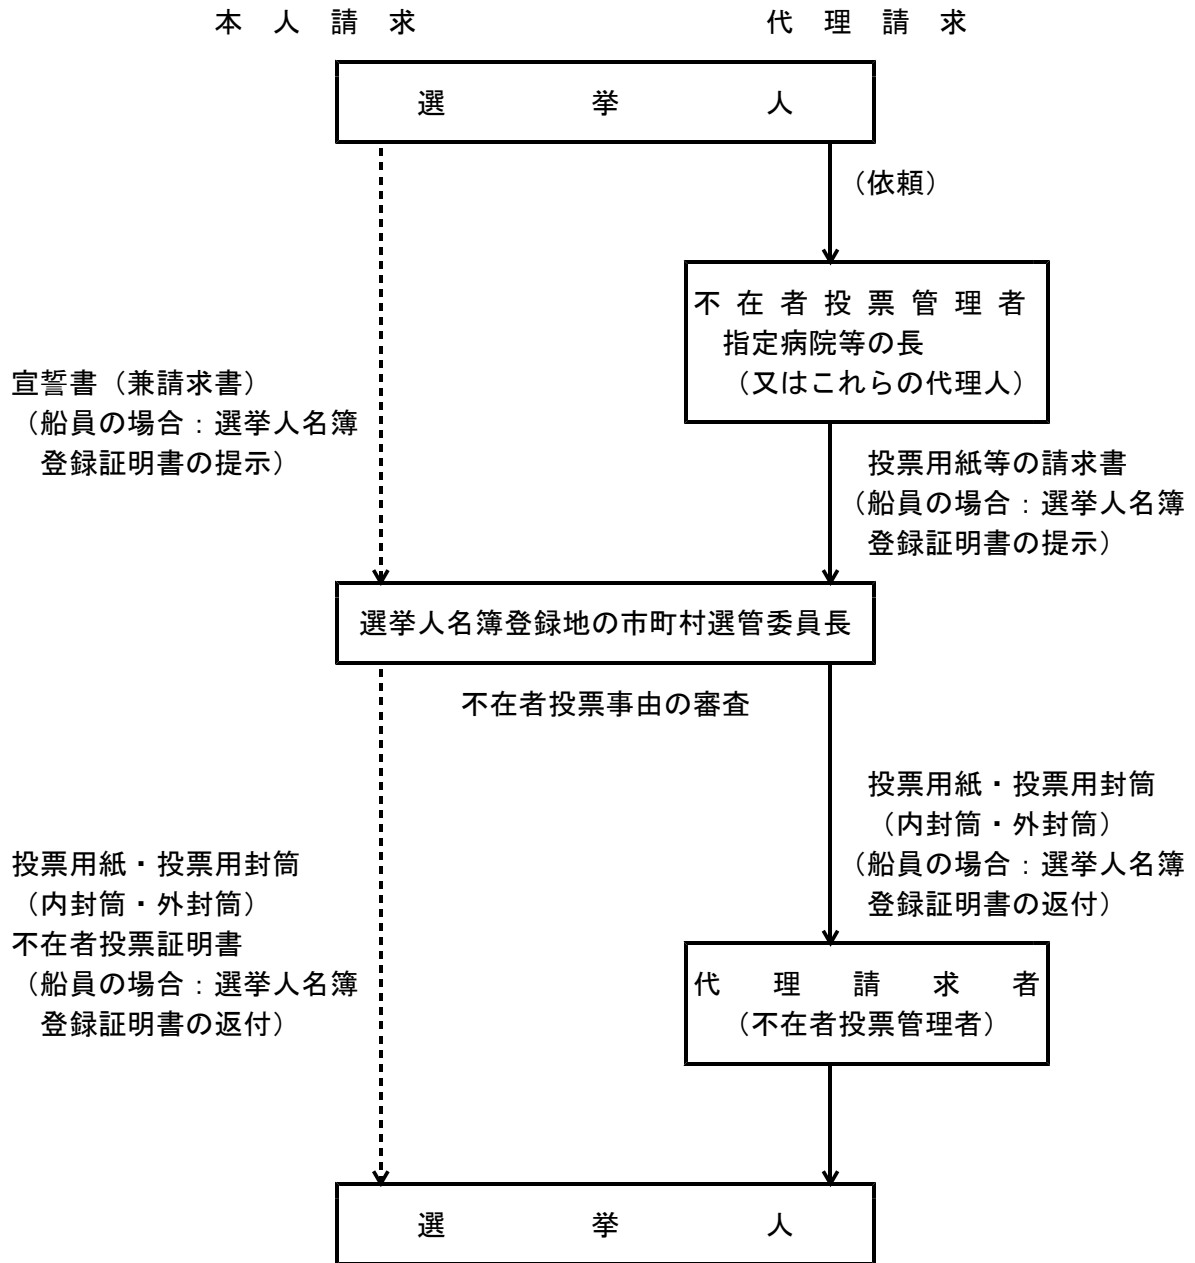 本人請求
代理請求
選挙人
（依頼）
不在者投票管理者
指定病院等の長
（又はこれらの代理人）
宣誓書（兼請求書）
（船員の場合：選挙人名簿
登録証明書の提示）
投票用紙等の請求書
（船員の場合：選挙人名簿
登録証明書の提示）
選挙人名簿登録地の市町村選管委員長
不在者投票事由の審査
投票用紙・投票用封筒
（内封筒・外封筒）
（船員の場合：選挙人名簿
登録証明書の返付）
投票用紙・投票用封筒
（内封筒・外封筒）
不在者投票証明書
（船員の場合：選挙人名簿
登録証明書の返付）
代理請求者
（不在者投票管理者）
選挙人